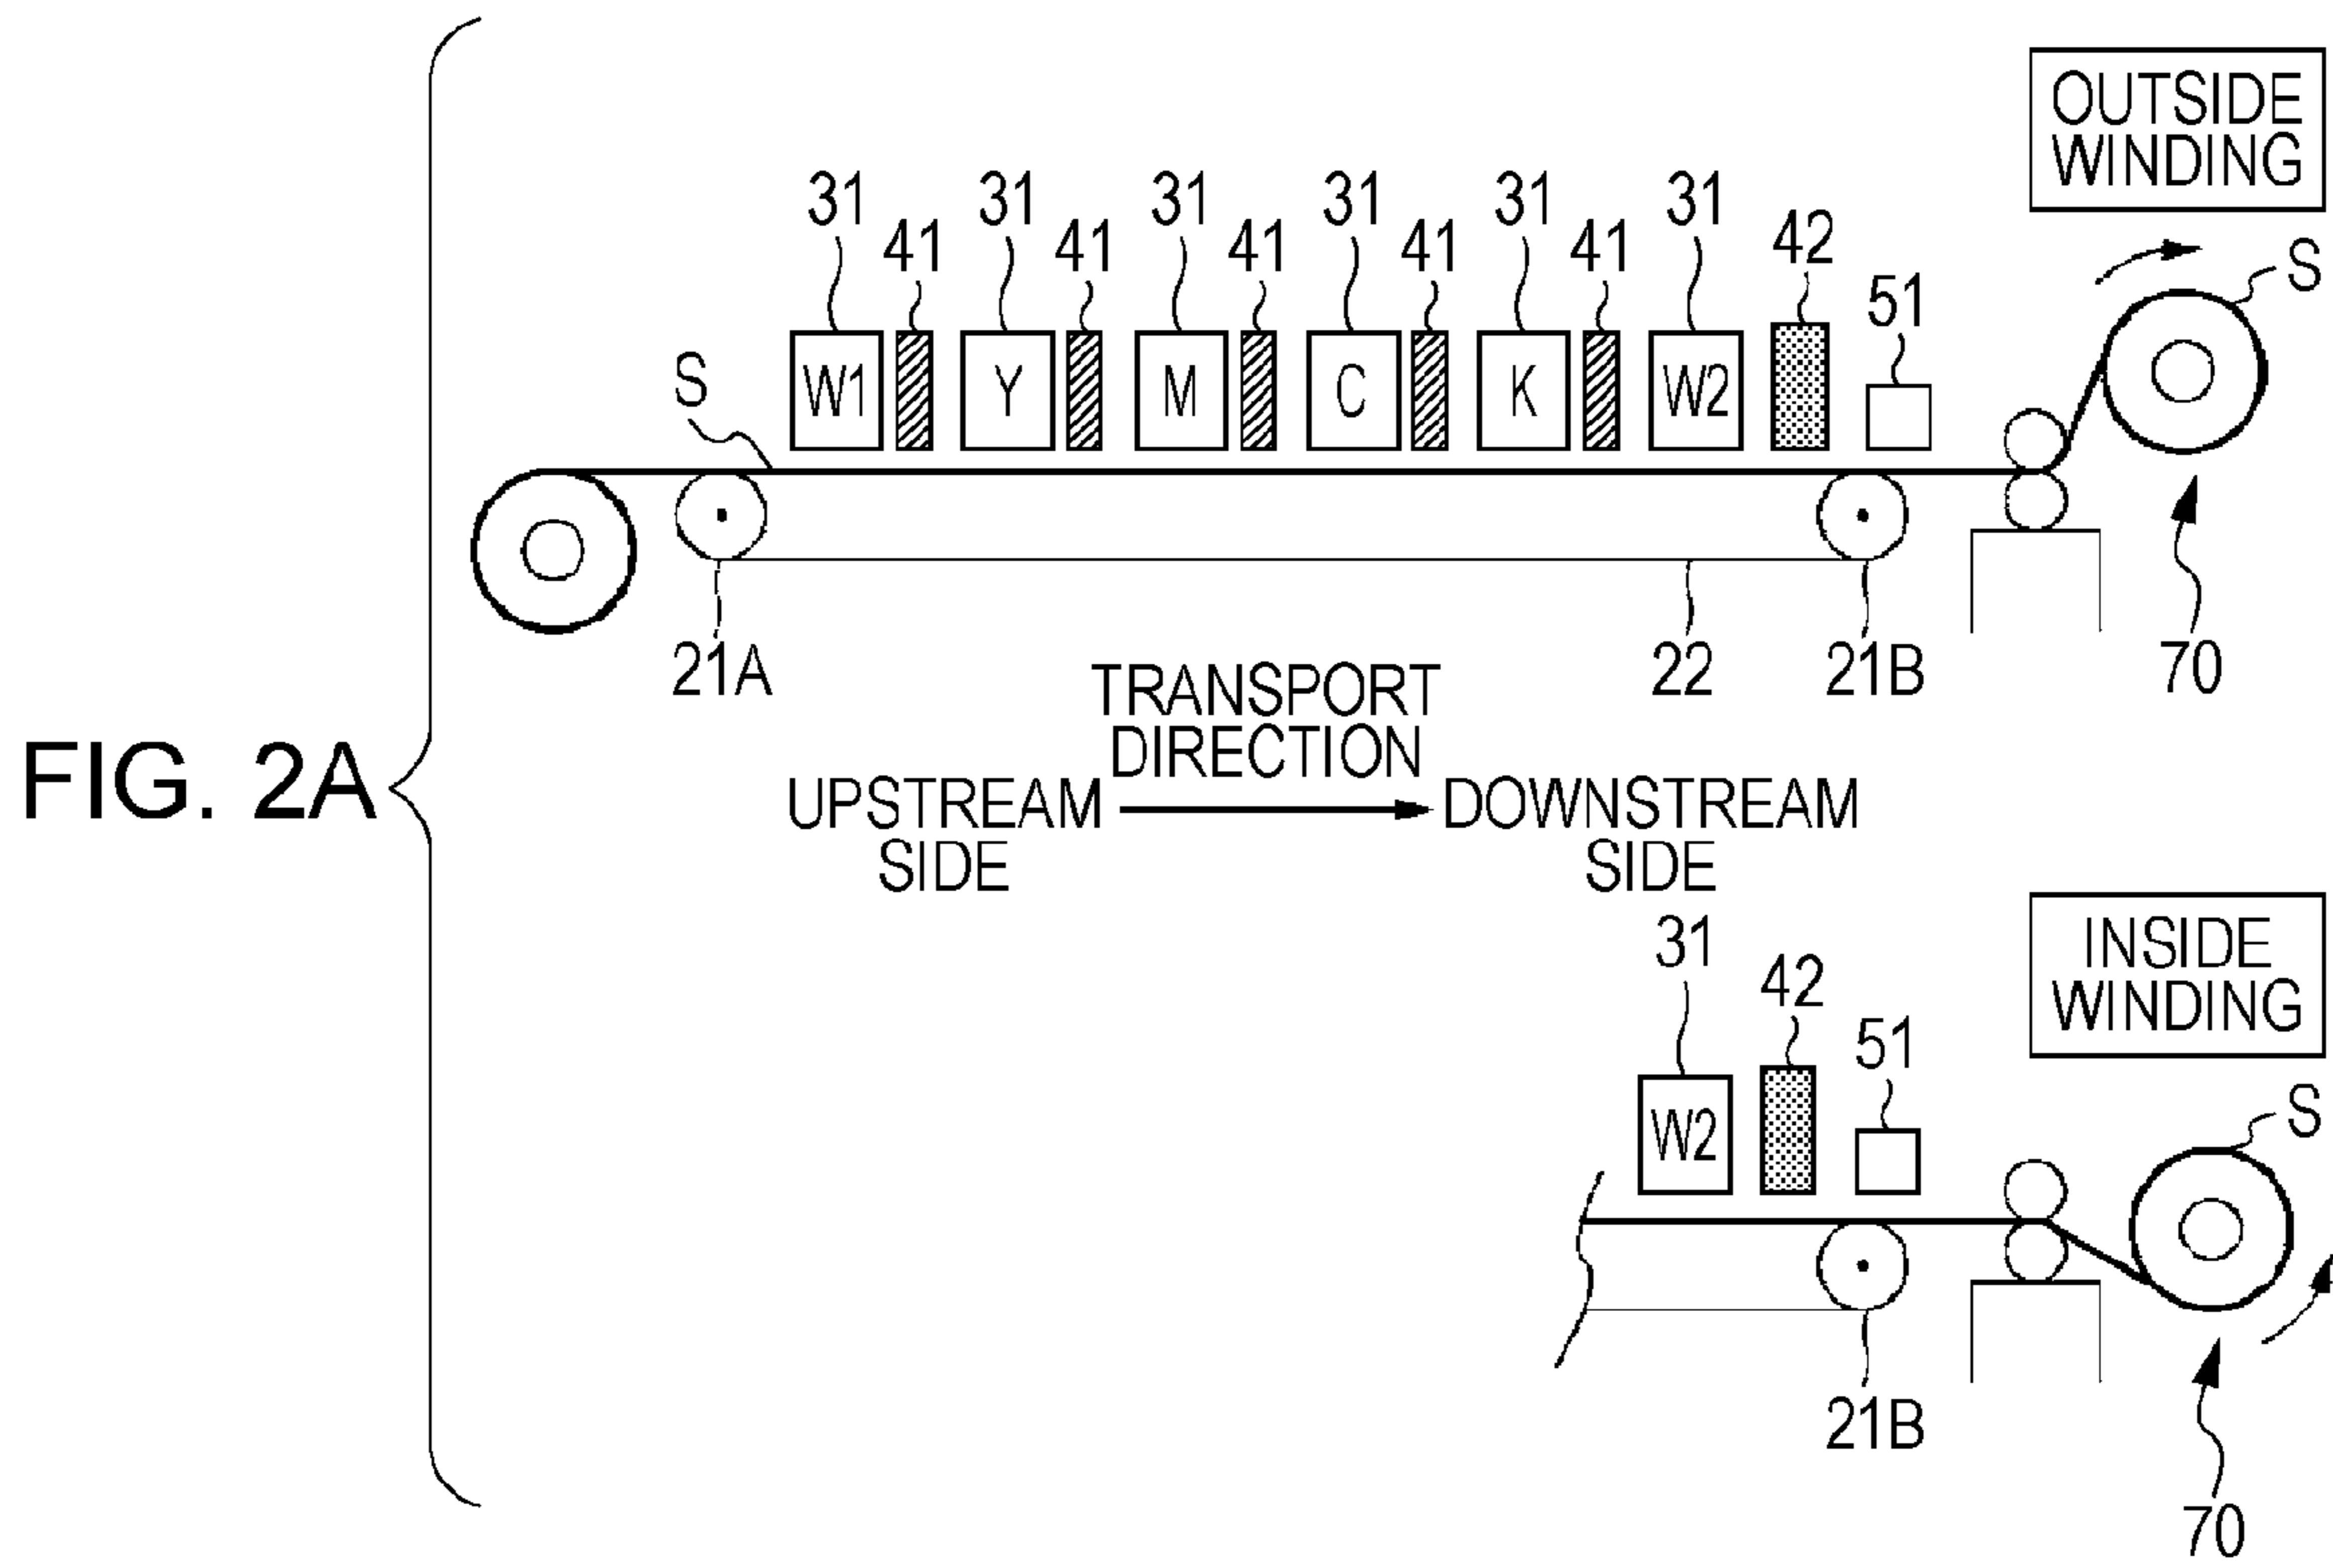 OUTSIDE
WINDING
31 31 31 31 31 31
41 41 41 41 41 42
S
51
S
W1 Y M C K W2
21A 22 21B 70
TRANSPORT
DIRECTION
FIG. 2A
UPSTREAM DOWNSTREAM
SIDE SIDE
INSIDE
WINDING
31
42
51
S
W2
21B
70